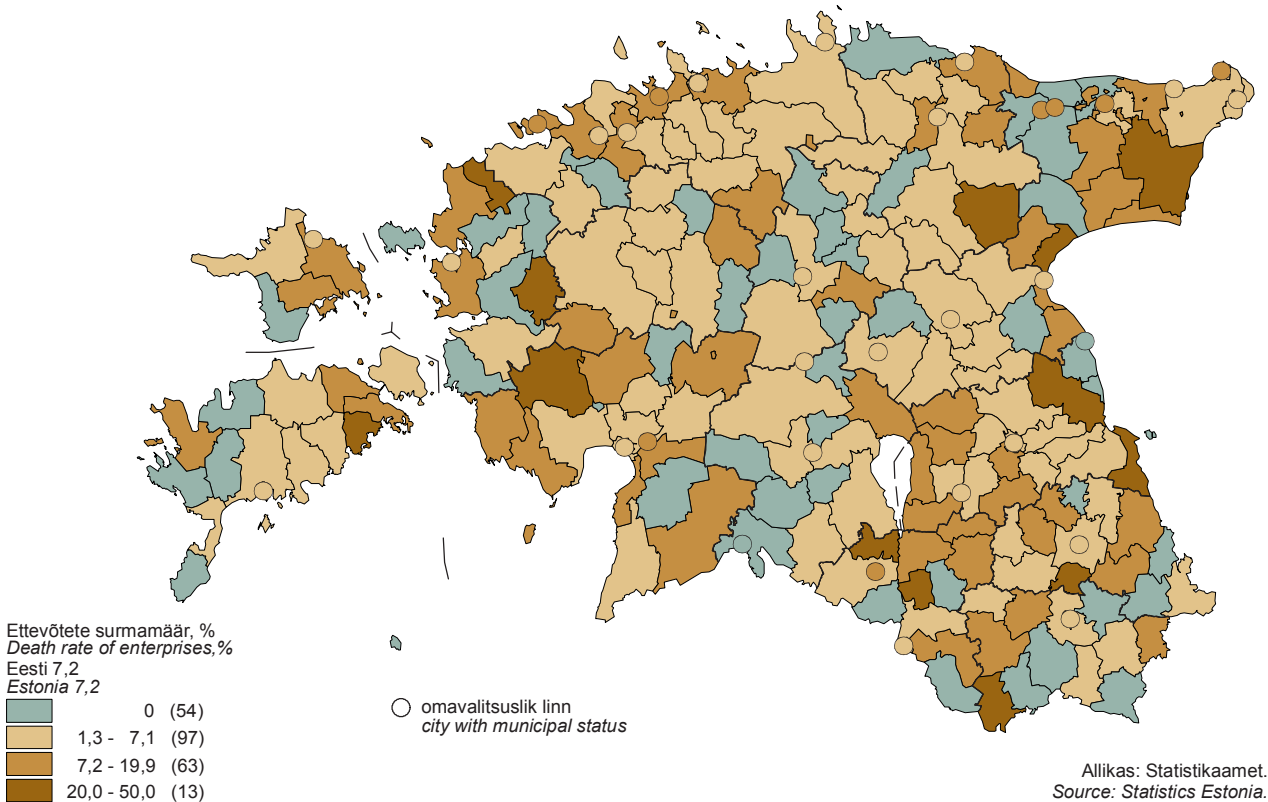 Ettevõtete surmamäär, %
Death rate of enterprises,%
Eesti 7,2
Estonia 7,2
0 (54)
1,3 - 7,1 (97)
7,2 - 19,9 (63)
20,0 - 50,0 (13)
omavalitsuslik linn
city with municipal status
Allikas: Statistikaamet.
Source: Statistics Estonia.